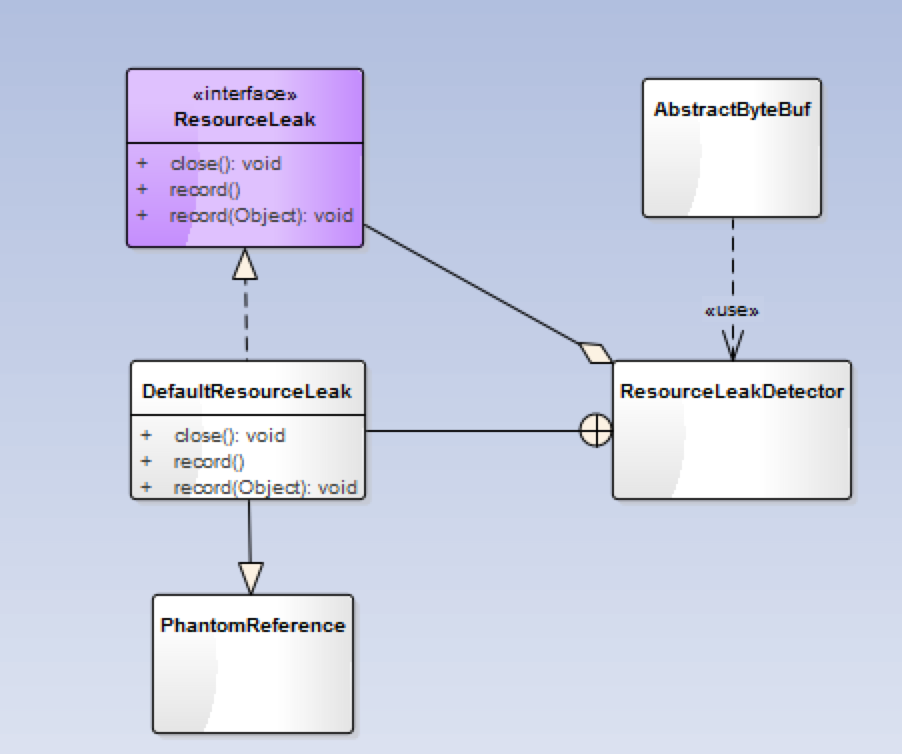 «interface»
ResourceLeak
+ close(): void
+ record()
+ record(Object): void
AbstractByteBuf
«use»
DefaultResourceLeak
+ close(): void
+ record()
+ record(Object): void
ResourceLeakDetector
PhantomReference